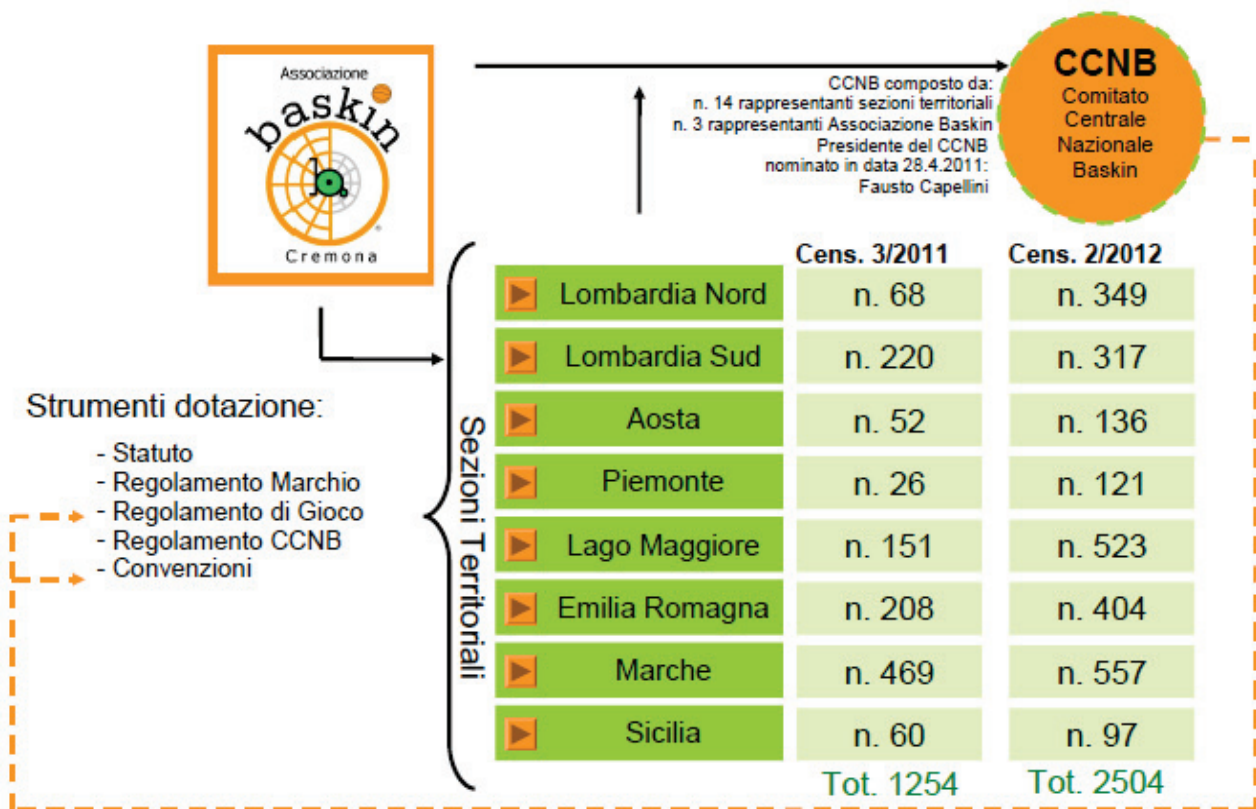 Associazione
baskin
Cremona
CCNB composto da:
n. 14 rappresentanti sezioni territoriali
n. 3 rappresentanti Associazione Baskin
Presidente del CCNB
nominato in data 28.4.2011:
Fausto Capellini
CCNB
Comitato
Centrale
Nazionale
Baskin
Strumenti dotazione:
- Statuto
- Regolamento Marchio
- Regolamento di Gioco
- Regolamento CCNB
- Convenzioni
Sezioni Territoriali
Cens. 3/2011 Cens. 2/2012
Lombardia Nord n. 68 n. 349
Lombardia Sud n. 220 n. 317
Aosta n. 52 n. 136
Piemonte n. 26 n. 121
Lago Maggiore n. 151 n. 523
Emilia Romagna n. 208 n. 404
Marche n. 469 n. 557
Sicilia n. 60 n. 97
Tot. 1254 Tot. 2504